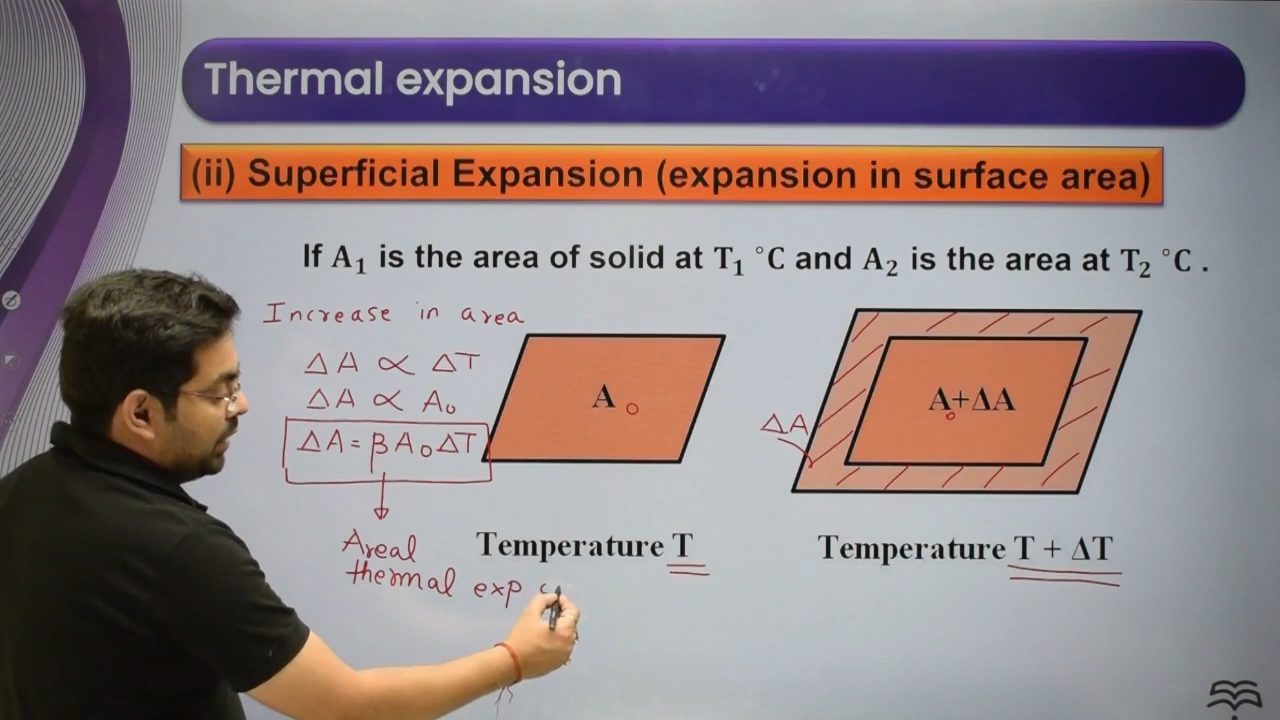 Thermal expansion
(ii) Superficial Expansion (expansion in surface area)
If A₁ is the area of solid at T₁ °C and A₂ is the area at T₂ °C .
Increase in area
ΔA ∝ ΔT
ΔA ∝ A₀
ΔA = βA₀ΔT
Areal
thermal exp
A₀
Temperature T
ΔA
A₀+ΔA
Temperature T + ΔT